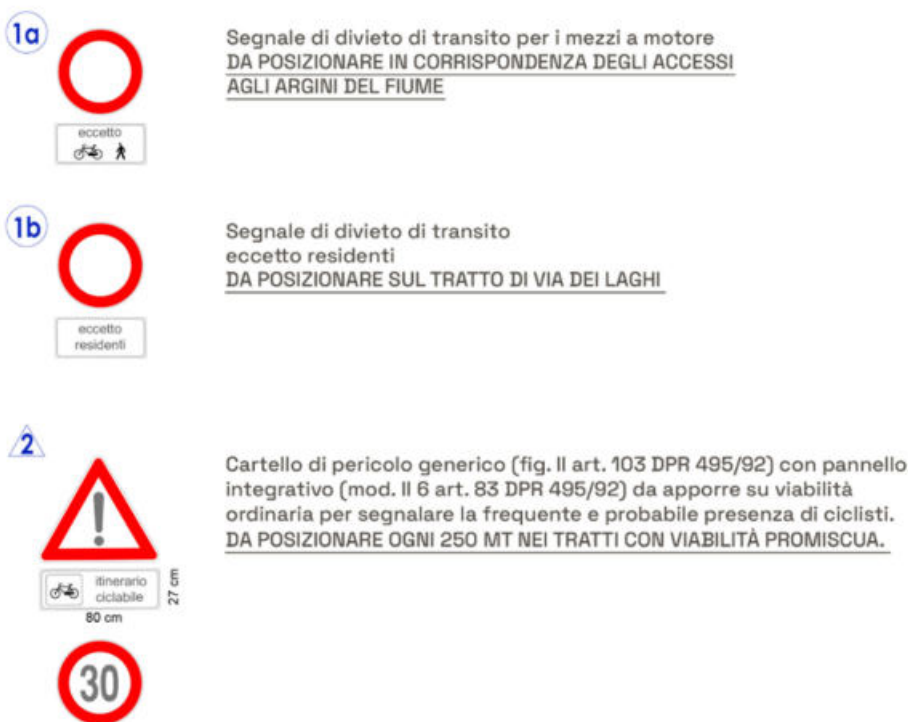 1a
Segnale di divieto di transito per i mezzi a motore
DA POSIZIONARE IN CORRISPONDENZA DEGLI ACCESSI
AGLI ARGINI DEL FIUME
eccetto
1b
Segnale di divieto di transito
eccetto residenti
DA POSIZIONARE SUL TRATTO DI VIA DEI LAGHI
eccetto
residenti
2
Cartello di pericolo generico (fig. II art. 103 DPR 495/92) con pannello
integrativo (mod. II 6 art. 83 DPR 495/92) da apporre su viabilità
ordinaria per segnalare la frequente e probabile presenza di ciclisti.
DA POSIZIONARE OGNI 250 MT NEI TRATTI CON VIABILITÀ PROMISCUA.
!
itinerario
ciclabile
27 cm
80 cm
30